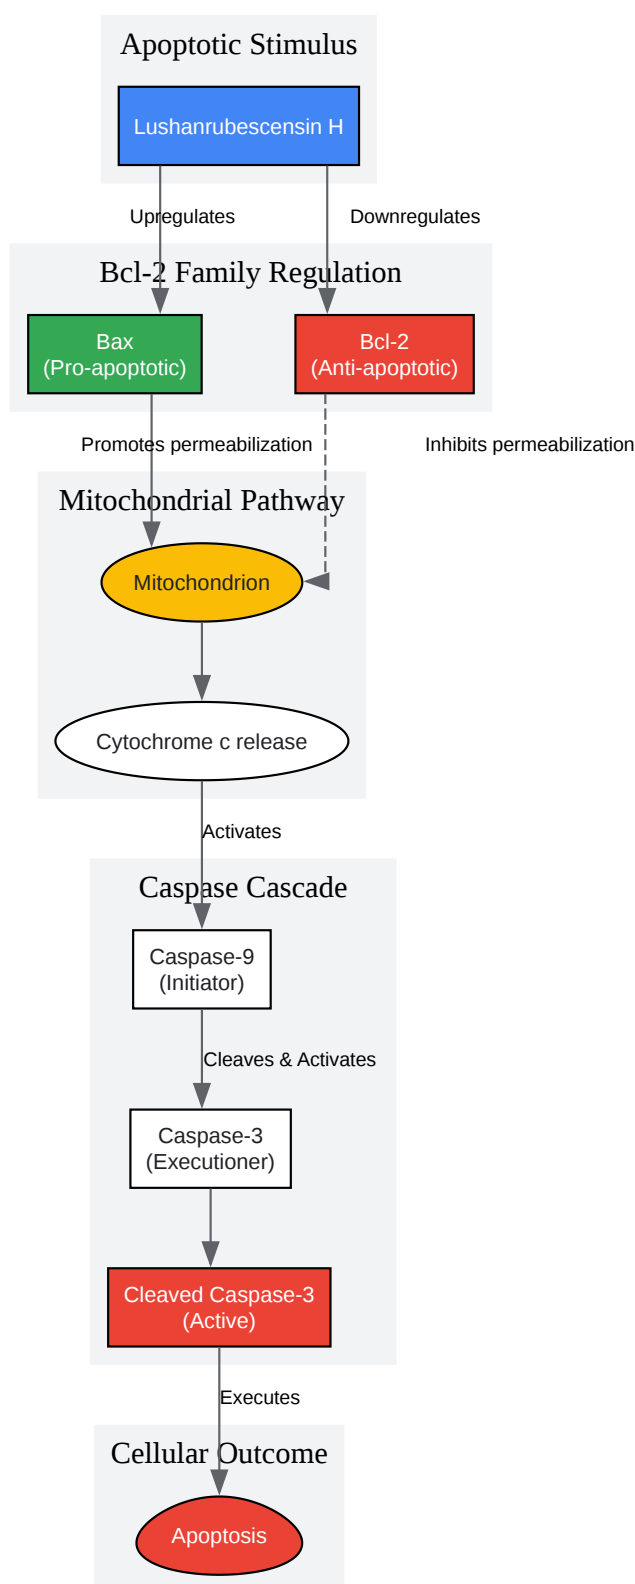 Apoptotic Stimulus
Lushanrubescensin H
Upregulates
Downregulates
Bcl-2 Family Regulation
Bax
(Pro-apoptotic)
Bcl-2
(Anti-apoptotic)
Promotes permeabilization
Inhibits permeabilization
Mitochondrial Pathway
Mitochondrion
Cytochrome c release
Activates
Caspase Cascade
Caspase-9
(Initiator)
Cleaves & Activates
Caspase-3
(Executioner)
Cleaved Caspase-3
(Active)
Executes
Cellular Outcome
Apoptosis